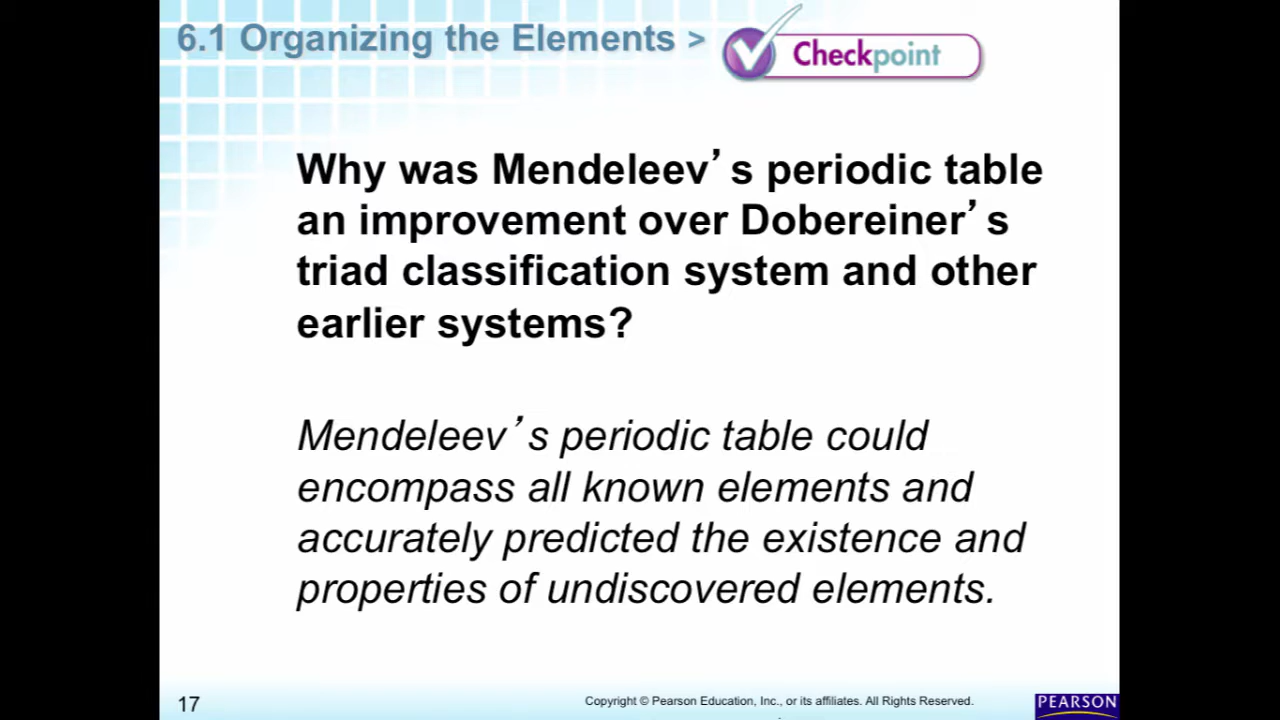 6.1 Organizing the Elements >
Checkpoint
Why was Mendeleev’s periodic table
an improvement over Dobereiner’s
triad classification system and other
earlier systems?
Mendeleev’s periodic table could
encompass all known elements and
accurately predicted the existence and
properties of undiscovered elements.
17
Copyright © Pearson Education, Inc., or its affiliates. All Rights Reserved.
PEARSON